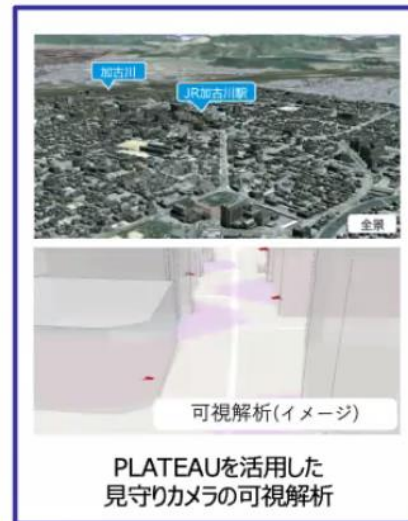 加古川
JR加古川駅
全景
可視解析(イメージ)
PLATEAUを活用した
見守りカメラの可視解析